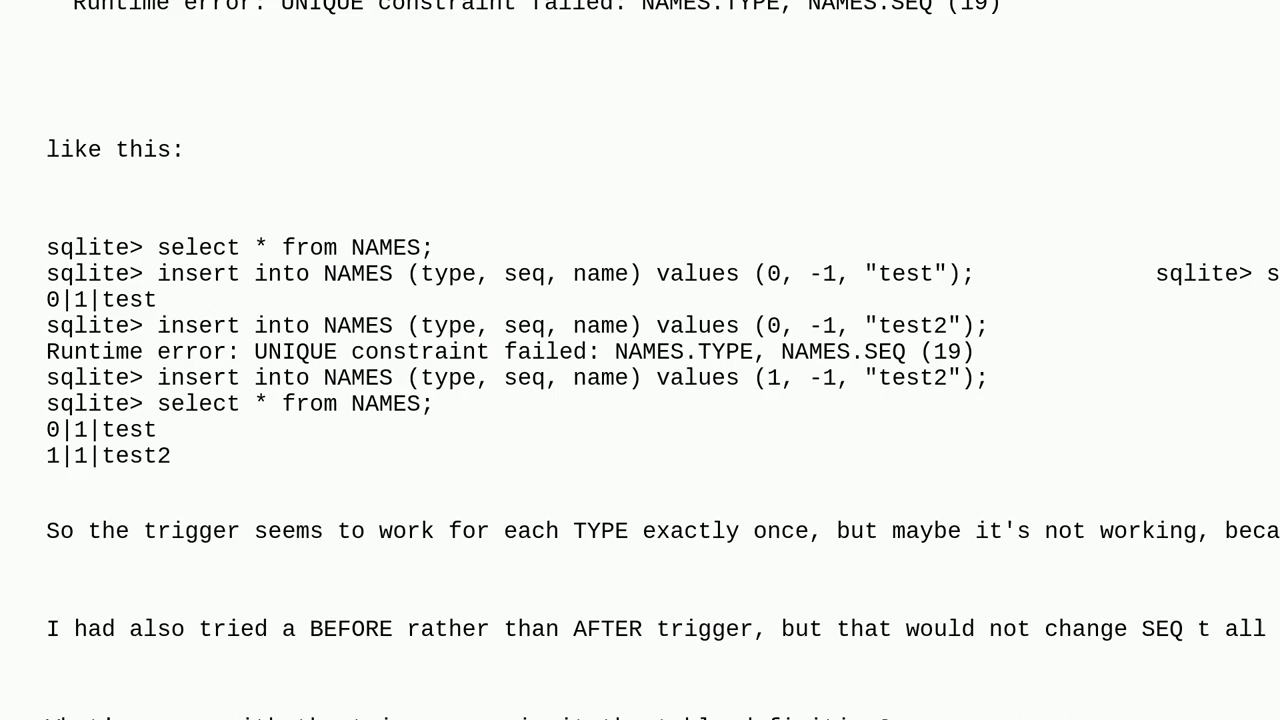 Runtime error: UNIQUE constraint failed: NAMES.TYPE, NAMES.SEQ (19)
like this:
sqlite> select * from NAMES;
sqlite> insert into NAMES (type, seq, name) values (0, -1, "test"); sqlite> s
0|1|test
sqlite> insert into NAMES (type, seq, name) values (0, -1, "test2");
Runtime error: UNIQUE constraint failed: NAMES.TYPE, NAMES.SEQ (19)
sqlite> insert into NAMES (type, seq, name) values (1, -1, "test2");
sqlite> select * from NAMES;
0|1|test
1|1|test2
So the trigger seems to work for each TYPE exactly once, but maybe it's not working, beca
I had also tried a BEFORE rather than AFTER trigger, but that would not change SEQ t all